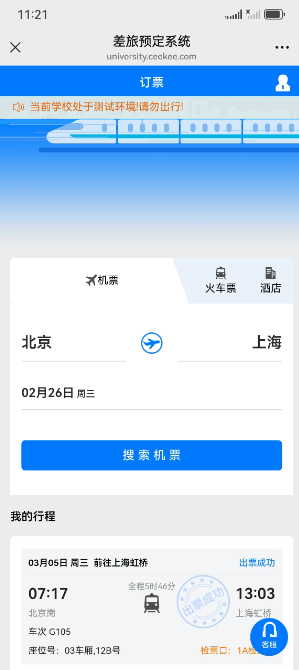 11:21
差旅预定系统
university.ceekee.com
订票
当前学校处于测试环境!请勿出行!
机票
火车票
酒店
北京
上海
02月26日 周三
搜索机票
我的行程
03月05日 周三 前往上海虹桥
出票成功
07:17
全程5时46分
13:03
北京南
出票成功
上海虹桥
车次 G105
座位号：03车厢,12B号
检票口：1A
客服